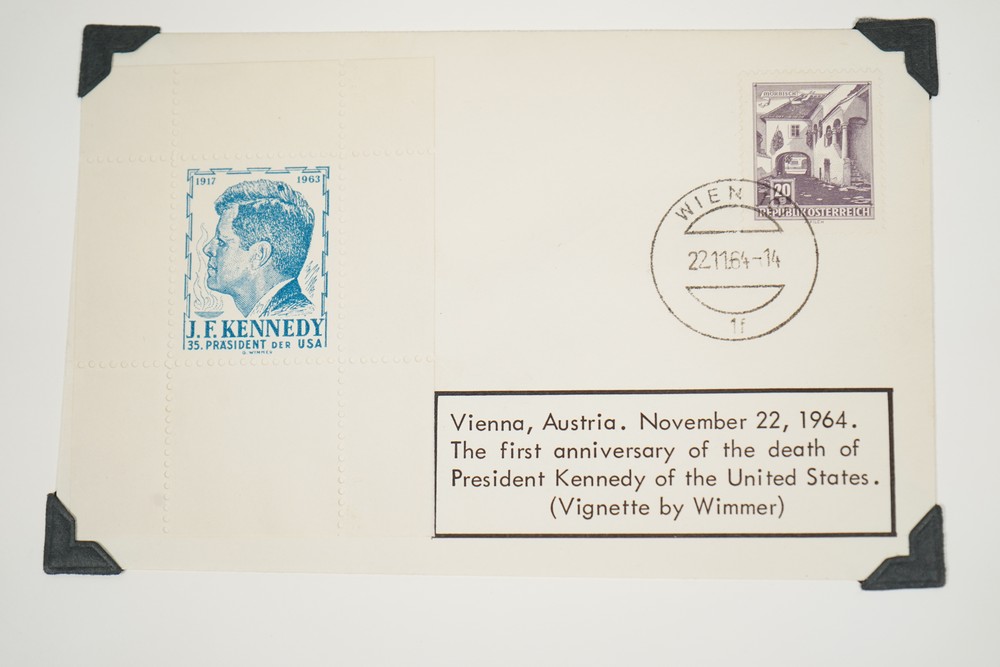 1917 1963
J. F. KENNEDY
35. PRÄSIDENT DER USA
G. WIMMER
20
REPUBLIK ÖSTERREICH
WIEN
22.11.64-14
1f
Vienna, Austria. November 22, 1964.
The first anniversary of the death of
President Kennedy of the United States.
(Vignette by Wimmer)